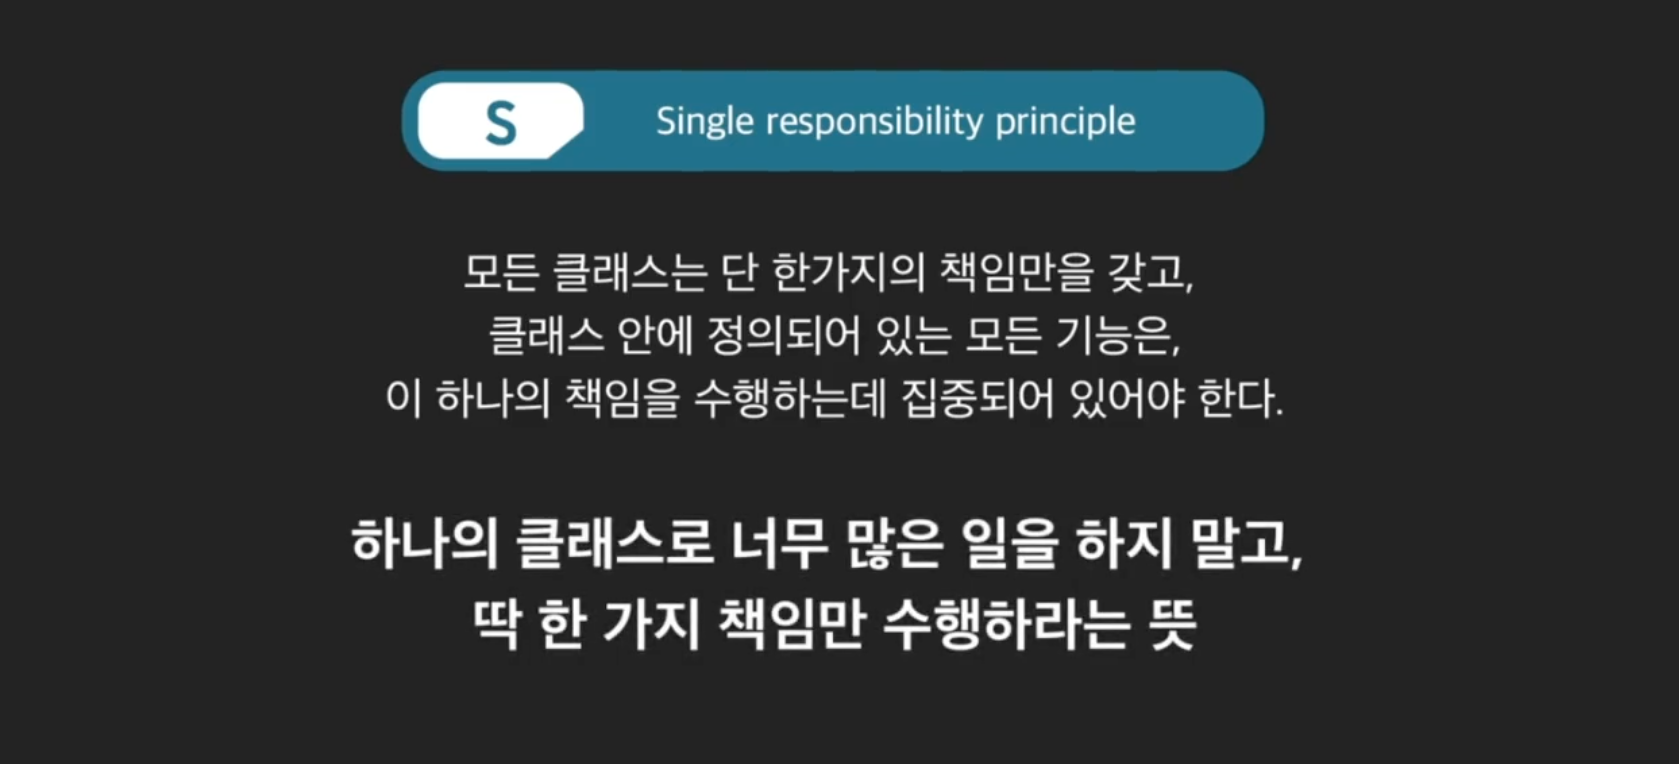 S Single responsibility principle
모든 클래스는 단 한가지의 책임만을 갖고,
클래스 안에 정의되어 있는 모든 기능은,
이 하나의 책임을 수행하는데 집중되어 있어야 한다.
하나의 클래스로 너무 많은 일을 하지 말고,
딱 한 가지 책임만 수행하라는 뜻